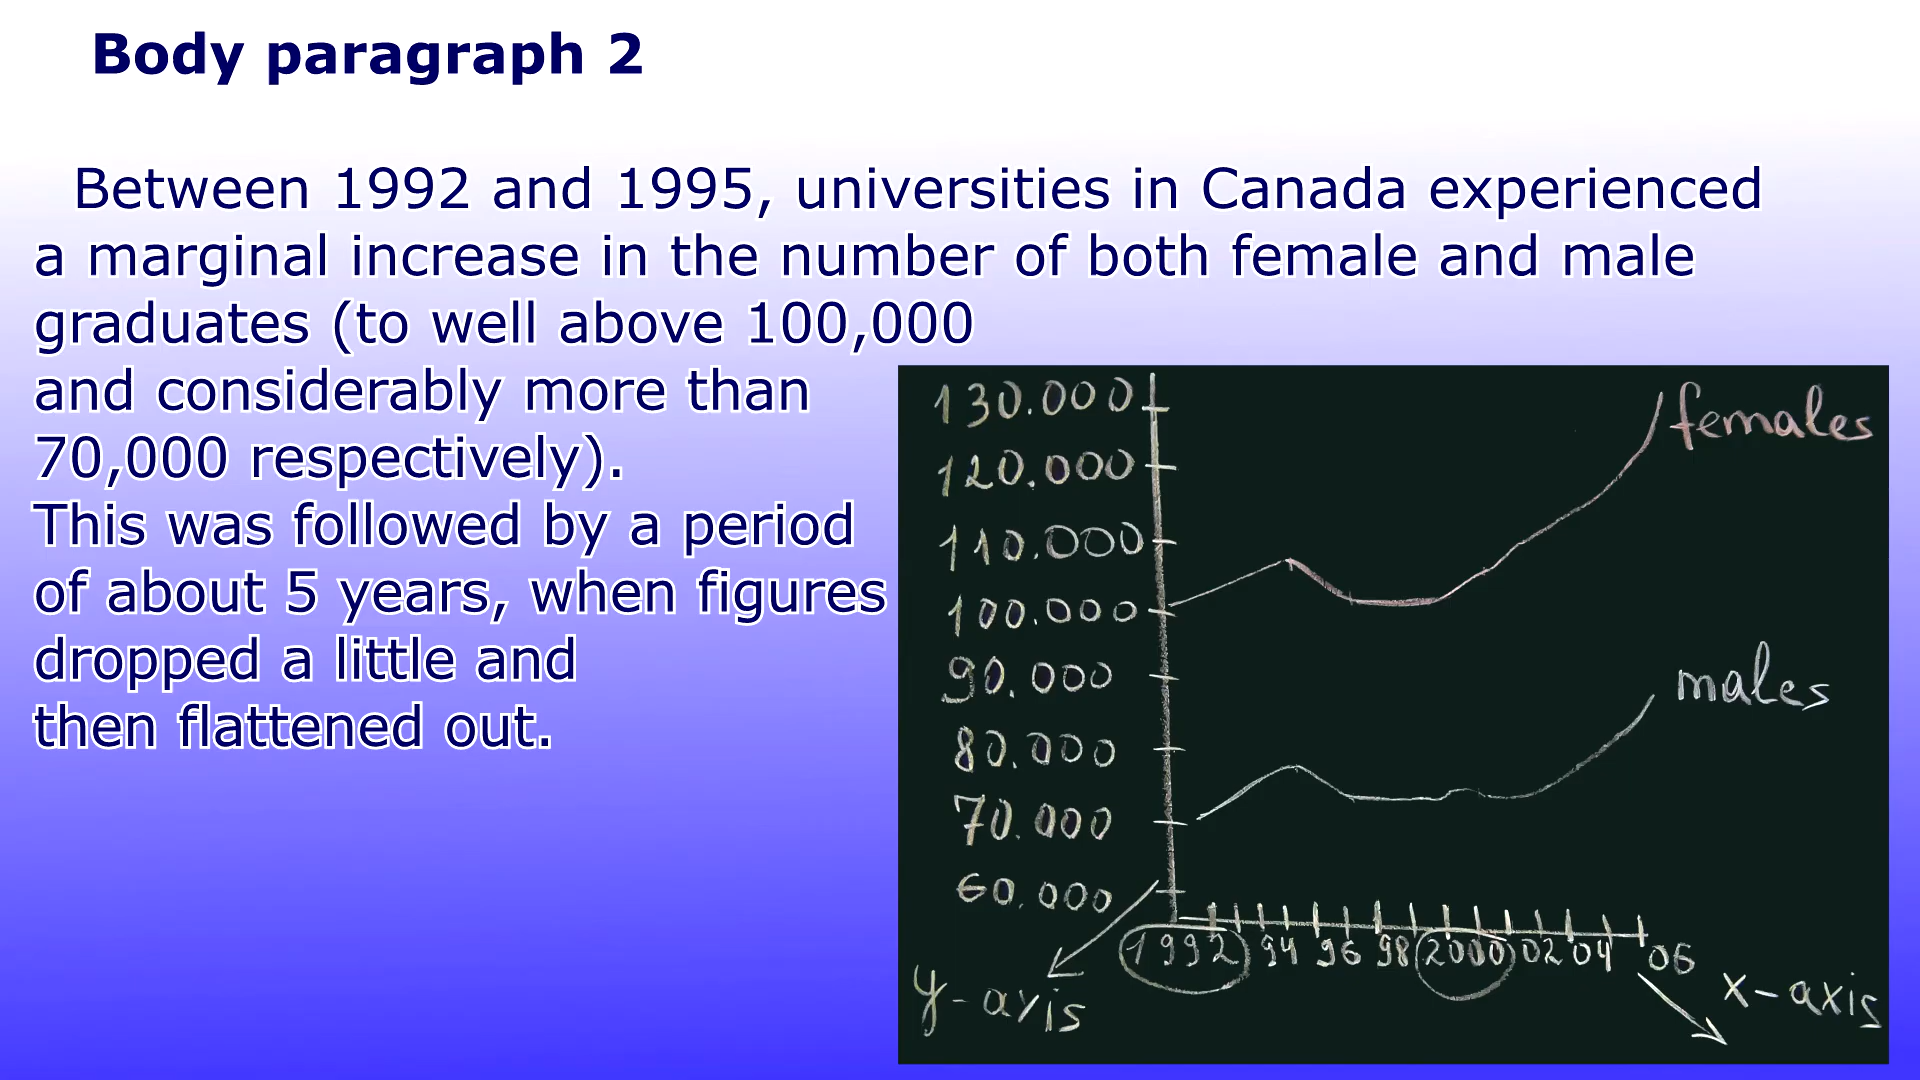 Body paragraph 2
Between 1992 and 1995, universities in Canada experienced
a marginal increase in the number of both female and male
graduates (to well above 100,000
and considerably more than
70,000 respectively).
This was followed by a period
of about 5 years, when figures
dropped a little and
then flattened out.
130.000
120.000
110.000
100.000
90.000
80.000
70.000
60.000
females
males
1992 94 96 98 2000 02 04 06
y-axis
x-axis